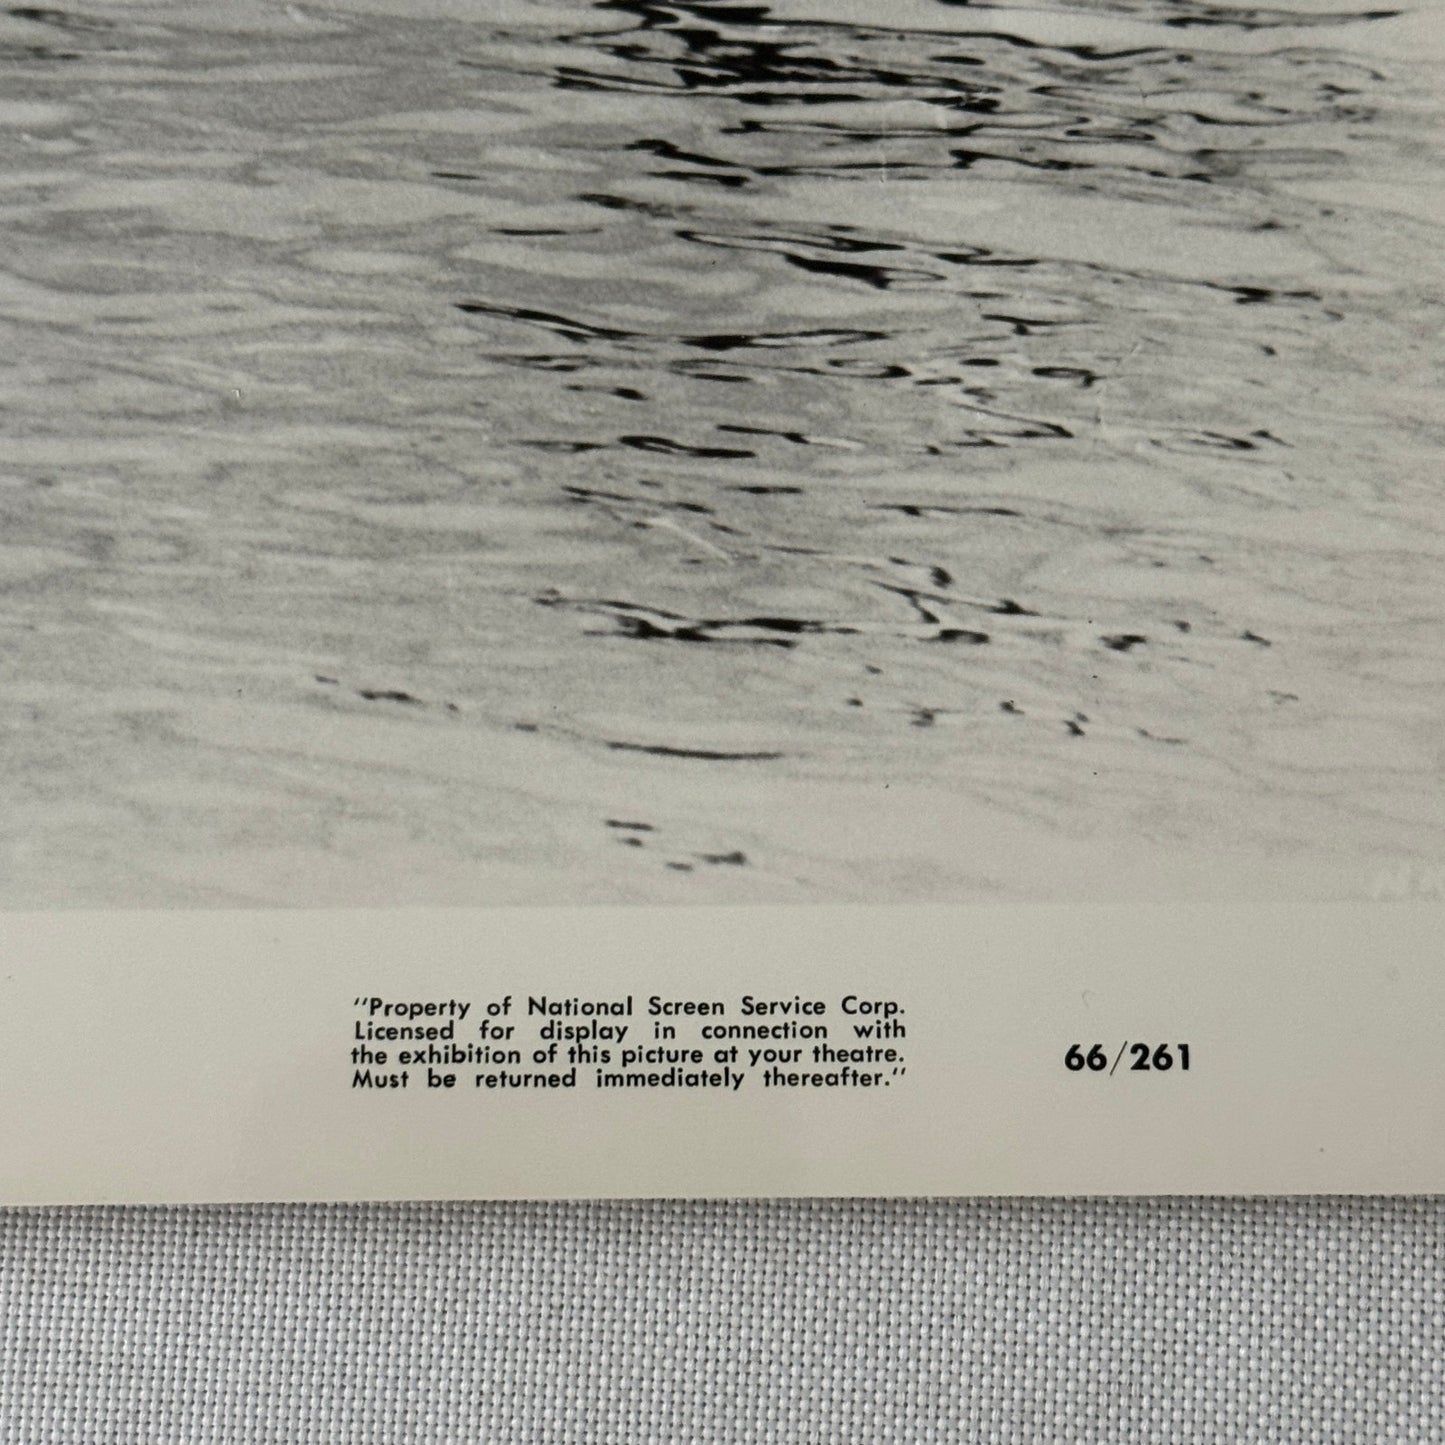 "Property of National Screen Service Corp.
Licensed for display in connection with
the exhibition of this picture at your theatre.
Must be returned immediately thereafter."
66/261